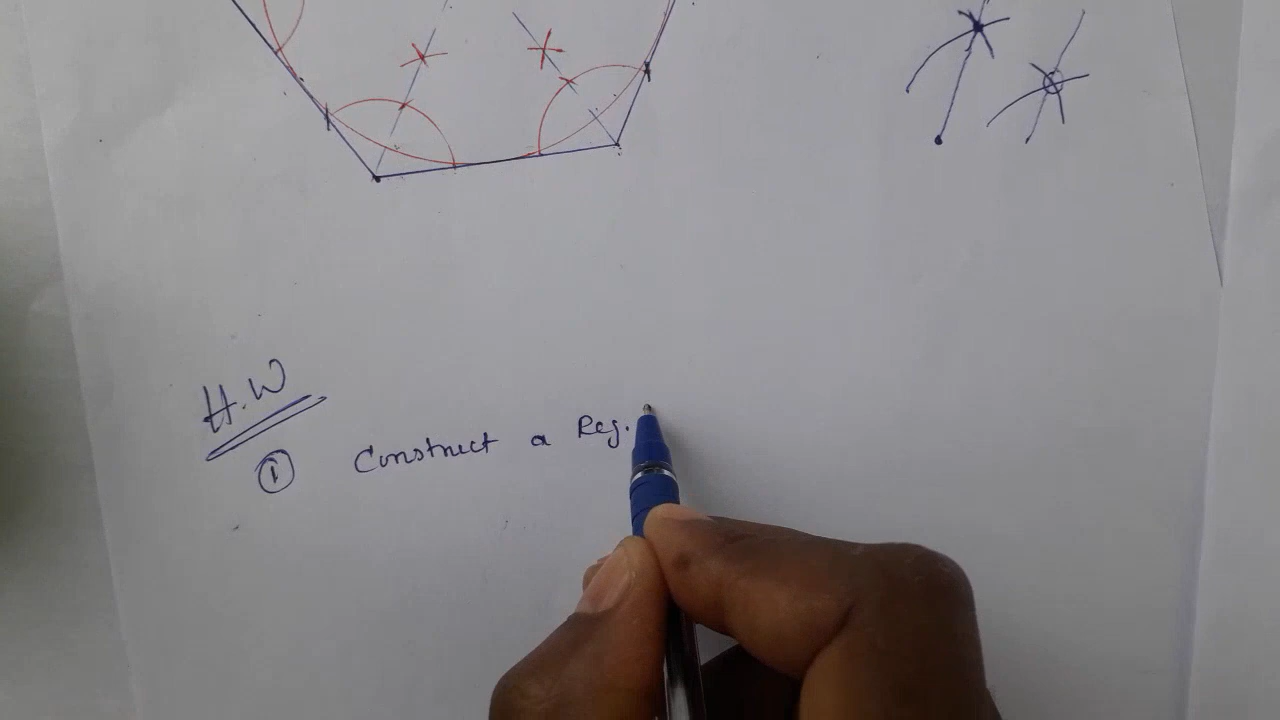 H.W
① Construct a Reg.